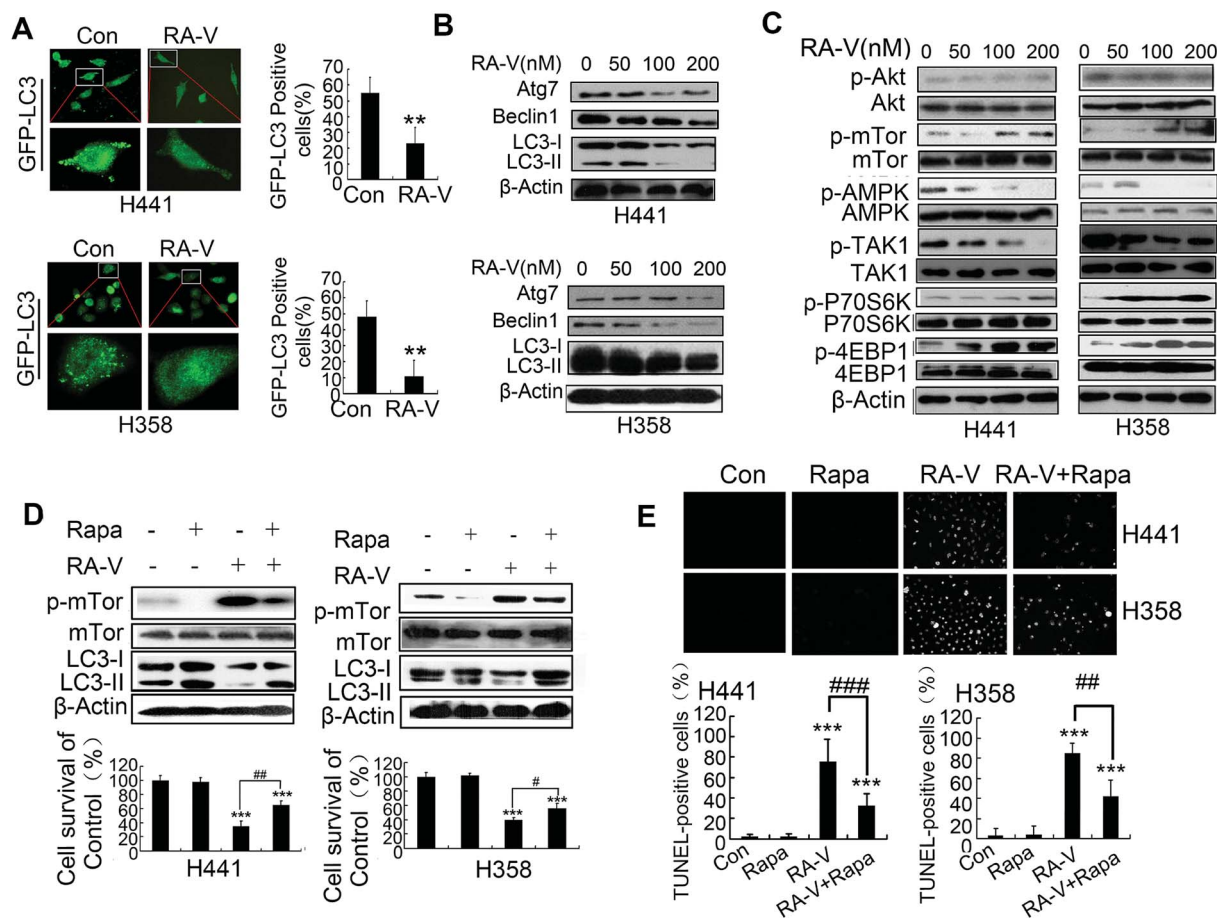 A
Con RA-V
GFP-LC3
H441
GFP-LC3 Positive
cells(%)
70
60
50
40
30
20
10
0
**
Con RA-V
Con RA-V
GFP-LC3
H358
GFP-LC3 Positive
cells(%)
70
60
50
40
30
20
10
0
**
Con RA-V
B
RA-V(nM) 0 50 100 200
Atg7
Beclin1
LC3-I
LC3-II
β-Actin
H441
RA-V(nM) 0 50 100 200
Atg7
Beclin1
LC3-I
LC3-II
β-Actin
H358
C
RA-V(nM) 0 50 100 200 0 50 100 200
p-Akt
Akt
p-mTor
mTor
p-AMPK
AMPK
p-TAK1
TAK1
p-P70S6K
P70S6K
p-4EBP1
4EBP1
β-Actin
H441 H358
D
Rapa - + - +
RA-V - - + +
p-mTor
mTor
LC3-I
LC3-II
β-Actin
Cell survival of
Control (%)
120
100
80
60
40
20
0
***
##
***
H441
Rapa - + - +
RA-V - - + +
p-mTor
mTor
LC3-I
LC3-II
β-Actin
Cell survival of
Control (%)
120
100
80
60
40
20
0
***
#
***
H358
E
Con Rapa RA-V RA-V+Rapa
H441
H358
H441
TUNEL-positive cells (%)
120
100
80
60
40
20
0
***
###
***
Con Rapa RA-V RA-V+Rapa
H358
TUNEL-positive cells (%)
120
100
80
60
40
20
0
***
##
***
Con Rapa RA-V RA-V+Rapa